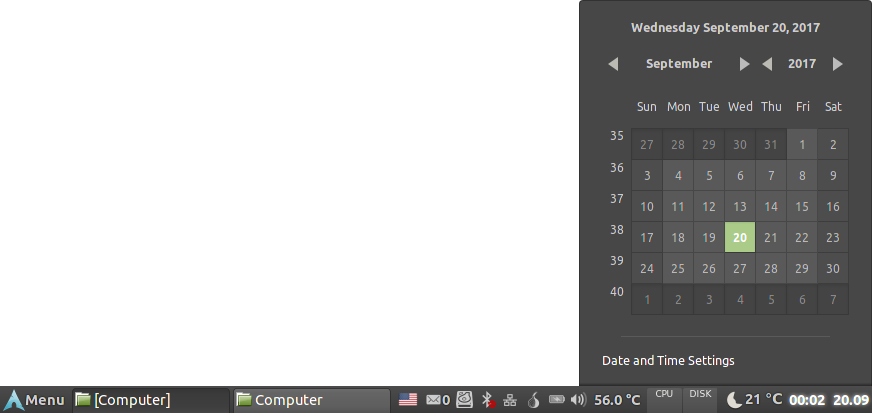 Wednesday September 20, 2017
September 2017
Sun Mon Tue Wed Thu Fri Sat
35 27 28 29 30 31 1 2
36 3 4 5 6 7 8 9
37 10 11 12 13 14 15 16
38 17 18 19 20 21 22 23
39 24 25 26 27 28 29 30
40 1 2 3 4 5 6 7
Date and Time Settings
Menu [Computer] Computer 0 56.0 °C CPU DISK 21 °C 00:02 20.09